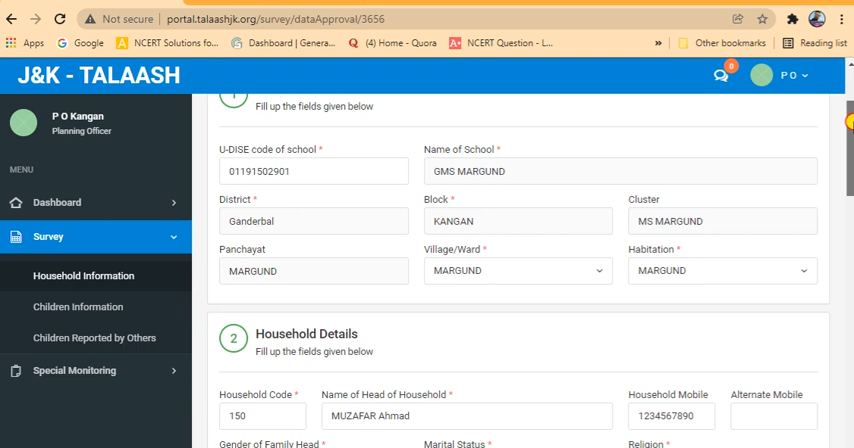 Not secure | portal.talaashjk.org/survey/dataApproval/3656
Apps Google NCERT Solutions fo... Dashboard | Genera... (4) Home - Quora NCERT Question - L... » Other bookmarks Reading list
J&K - TALAASH 0 P O
P O Kangan
Planning Officer
MENU
Dashboard
Survey
Household Information
Children Information
Children Reported by Others
Special Monitoring
1
Fill up the fields given below
U-DISE code of school * Name of School *
01191502901 GMS MARGUND
District * Block * Cluster
Ganderbal KANGAN MS MARGUND
Panchayat Village/Ward * Habitation *
MARGUND MARGUND MARGUND
2 Household Details
Fill up the fields given below
Household Code * Name of Head of Household * Household Mobile Alternate Mobile
150 MUZAFAR Ahmad 1234567890
Gender of Family Head * Marital Status * Religion *